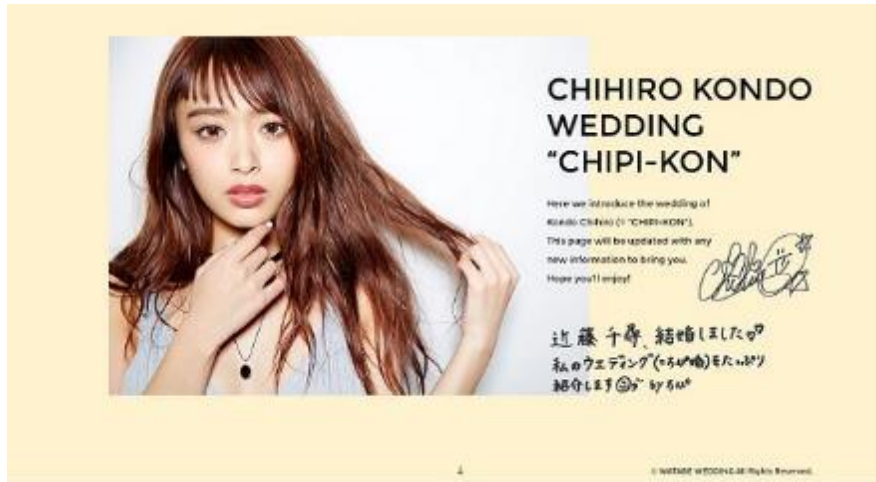 CHIHIRO KONDO
WEDDING
“CHIPI-KON”
Here we introduce the wedding of
Kondo Chihiro (= "CHIPI-KON").
This page will be updated with any
new information to bring you.
Hope you'll enjoy!
近藤千尋、結婚しました
私のウエディング(ちぴ婚)をたっぷり
紹介します by
© WATABE WEDDING All Rights Reserved.